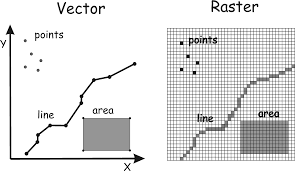 Vector
Raster
Y
points
line
area
X
points
line
area